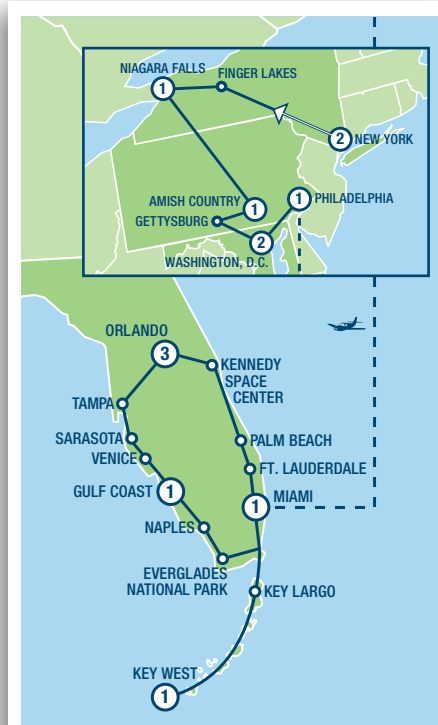 NIAGARA FALLS
1
FINGER LAKES
2
NEW YORK
AMISH COUNTRY
1
1
PHILADELPHIA
GETTYSBURG
2
WASHINGTON, D.C.
ORLANDO
3
KENNEDY
SPACE
CENTER
TAMPA
SARASOTA
PALM BEACH
VENICE
FT. LAUDERDALE
GULF COAST
1
1
MIAMI
NAPLES
EVERGLADES
NATIONAL PARK
KEY LARGO
KEY WEST
1